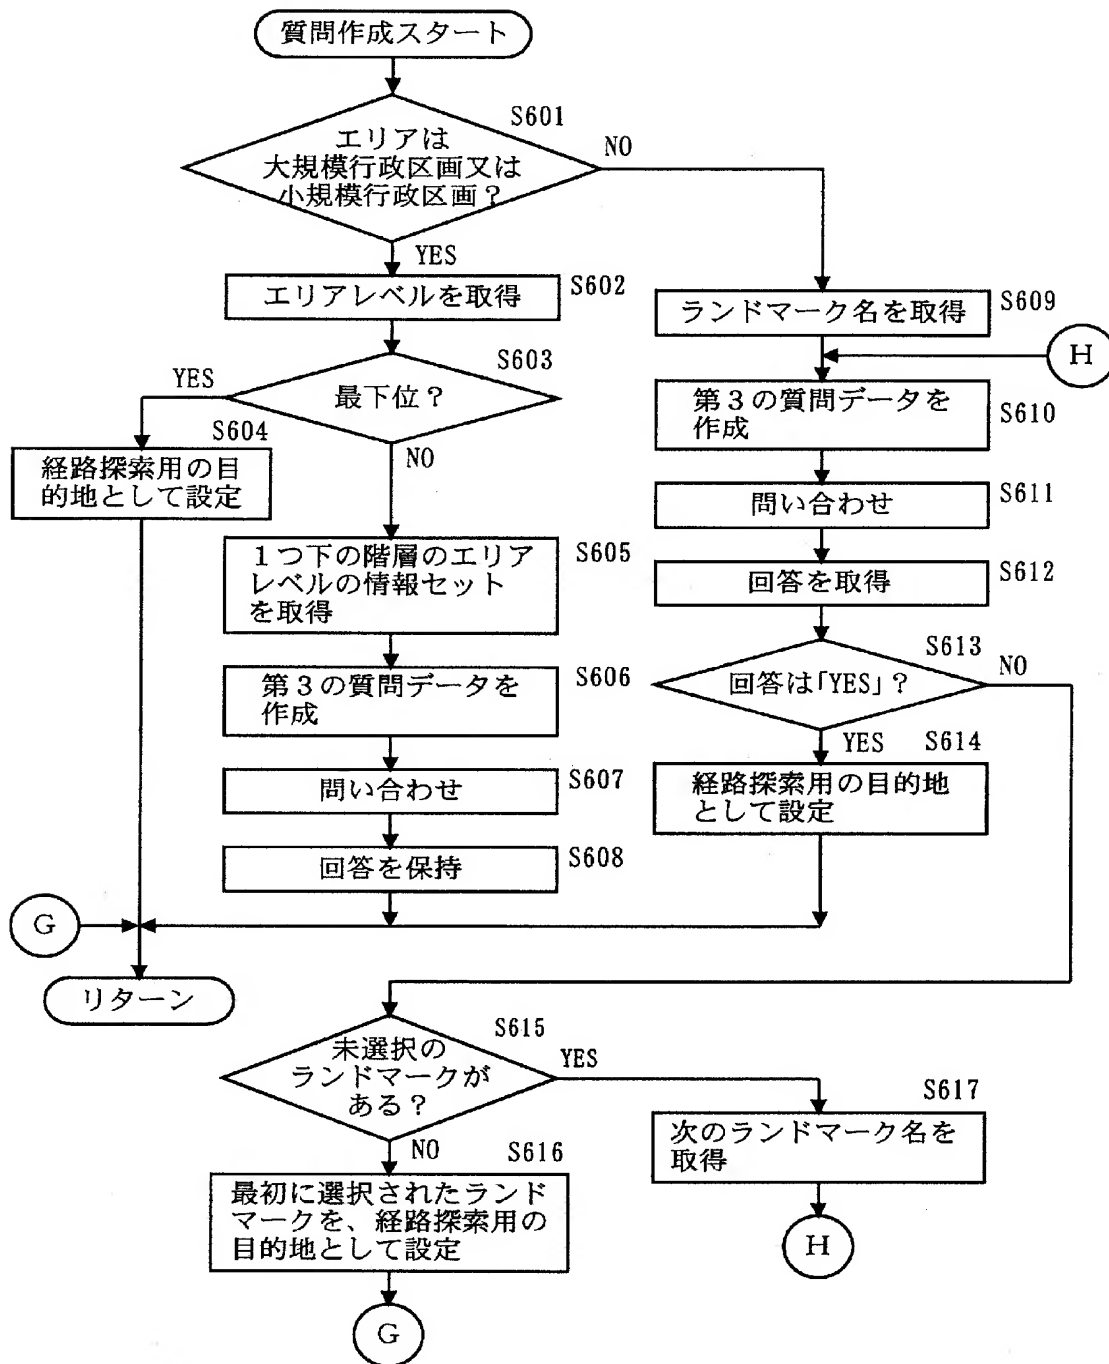 質問作成スタート
S601
エリアは
大規模行政区画又は
小規模行政区画?
NO
YES
エリアレベルを取得
S602
S603
最下位?
YES
NO
S604
経路探索用の目
的地として設定
1つ下の階層のエリア
レベルの情報セット
を取得
S605
第3の質問データを
作成
S606
問い合わせ
S607
回答を保持
S608
ランドマーク名を取得
S609
H
第3の質問データを
作成
S610
問い合わせ
S611
回答を取得
S612
S613
回答は「YES」?
NO
YES
S614
経路探索用の目的地
として設定
G
リターン
S615
未選択の
ランドマークが
ある?
YES
NO
S616
最初に選択されたランド
マークを、経路探索用の
目的地として設定
G
S617
次のランドマーク名を
取得
H